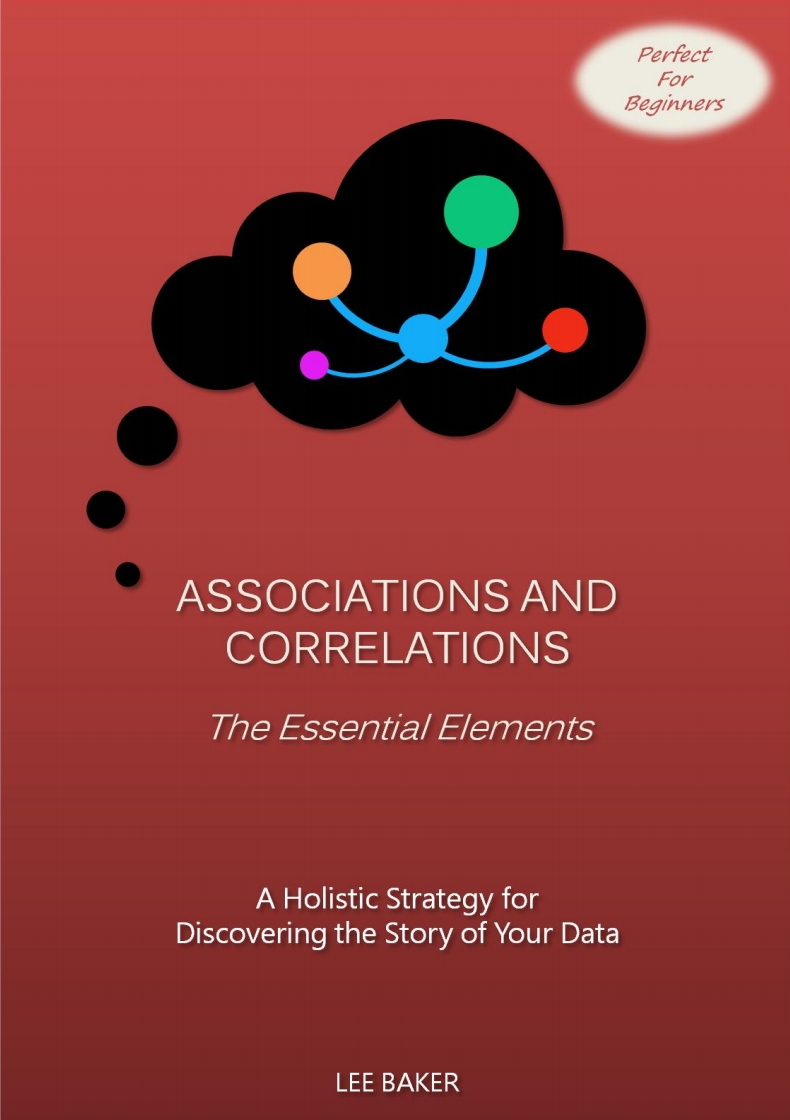 Perfect
For
Beginners
ASSOCIATIONS AND
CORRELATIONS
The Essential Elements
A Holistic Strategy for
Discovering the Story of Your Data
LEE BAKER